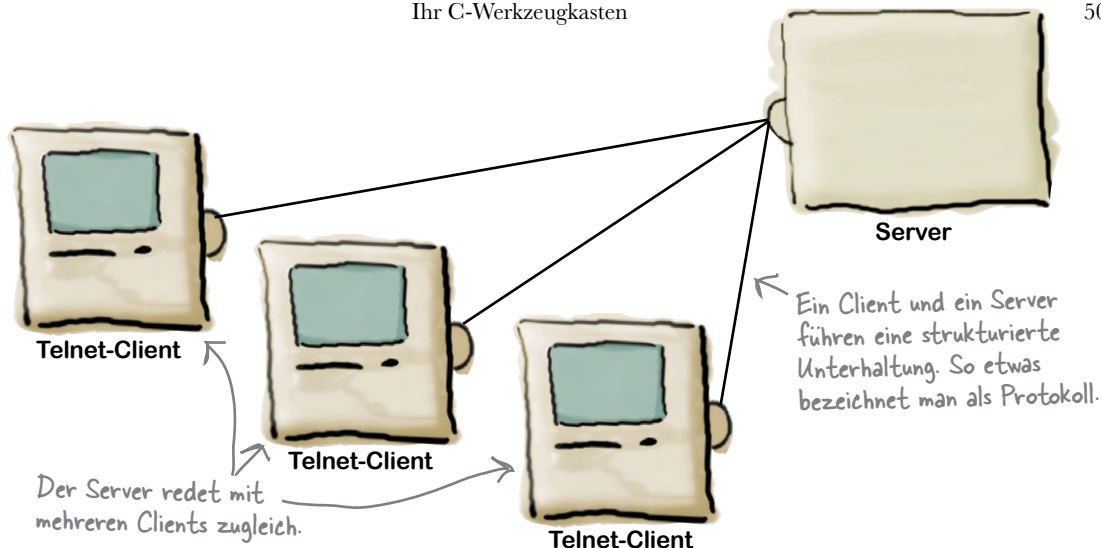 Ihr C-Werkzeugkasten 50
Server
Ein Client und ein Server
führen eine strukturierte
Unterhaltung. So etwas
bezeichnet man als Protokoll.
Telnet-Client
Telnet-Client
Der Server redet mit
mehreren Clients zugleich.
Telnet-Client